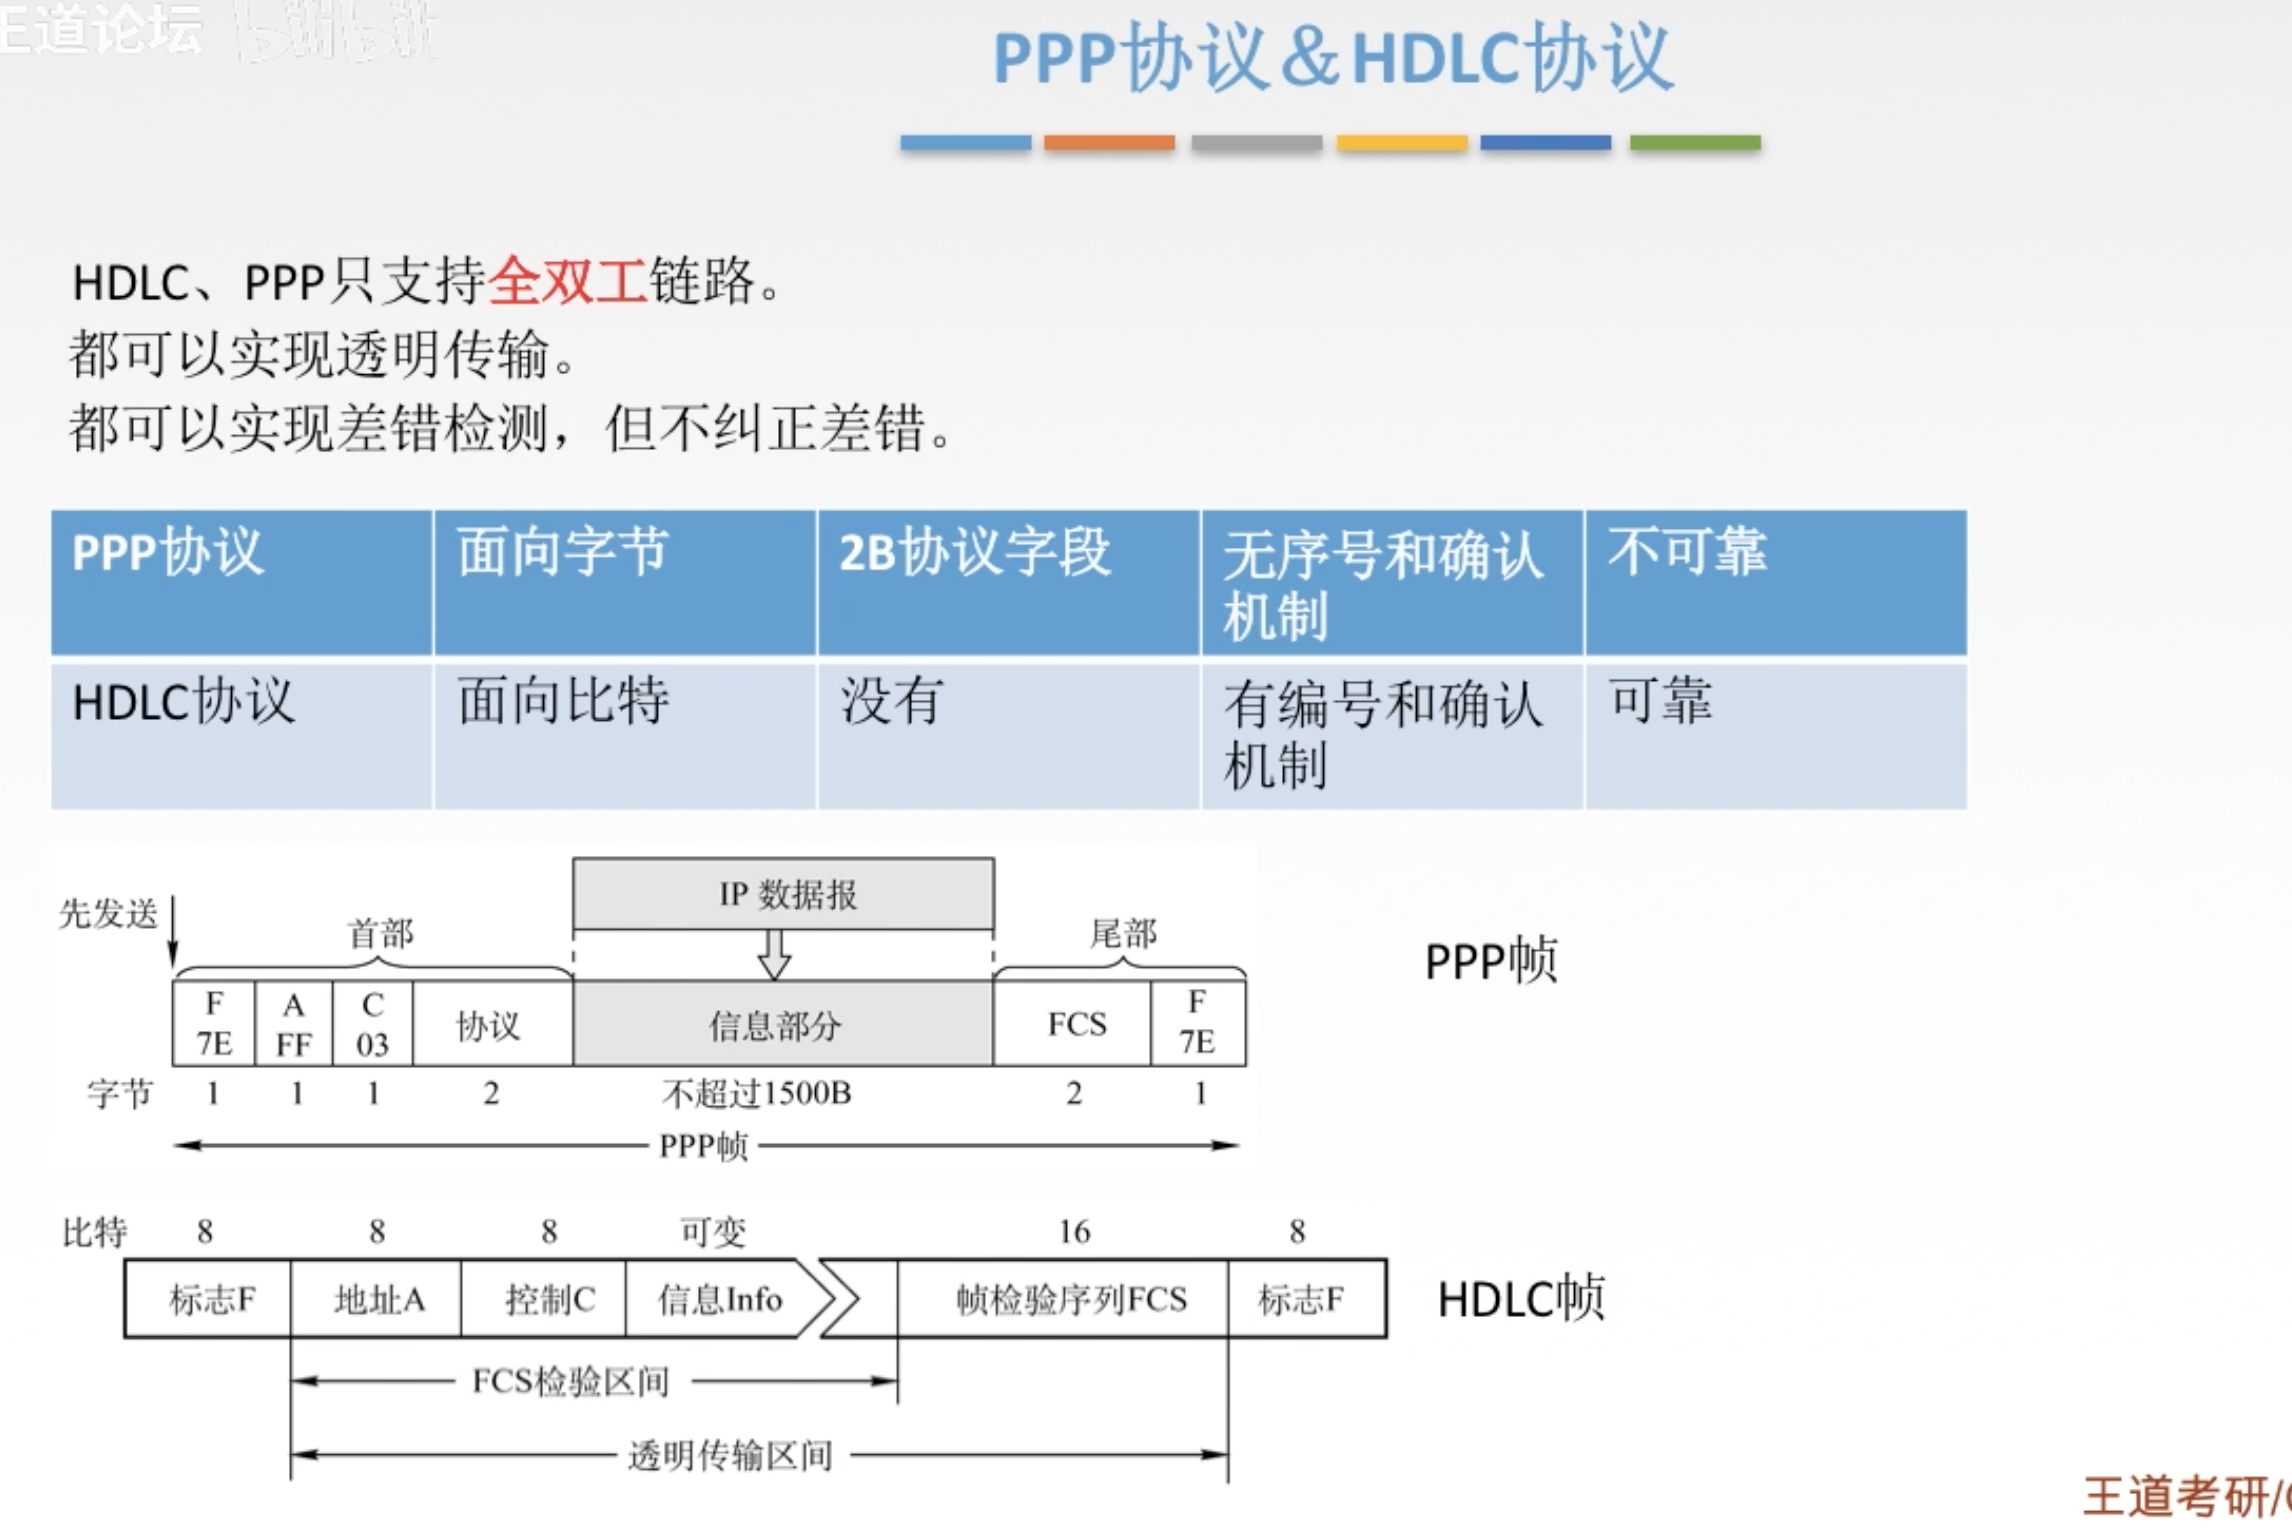 王道论坛 bilibili
PPP协议&HDLC协议
HDLC、PPP只支持全双工链路。
都可以实现透明传输。
都可以实现差错检测，但不纠正差错。
PPP协议 面向字节 2B协议字段 无序号和确认机制 不可靠
HDLC协议 面向比特 没有 有编号和确认机制 可靠
IP 数据报
先发送 首部 尾部
PPP帧
F 7E A FF C 03 协议 信息部分 FCS F 7E
字节 1 1 1 2 不超过1500B 2 1
PPP帧
比特 8 8 8 可变 16 8
标志F 地址A 控制C 信息Info 帧检验序列FCS 标志F
HDLC帧
FCS检验区间
透明传输区间
王道考研/